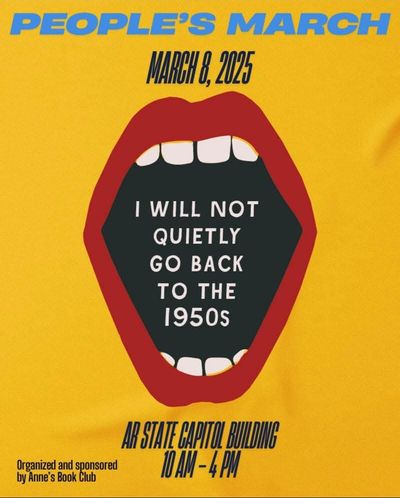 PEOPLE'S MARCH
MARCH 8, 2025
I WILL NOT
QUIETLY
GO BACK
TO THE
1950s
AR STATE CAPITOL BUILDING
10 AM – 4 PM
Organized and sponsored
by Anne's Book Club